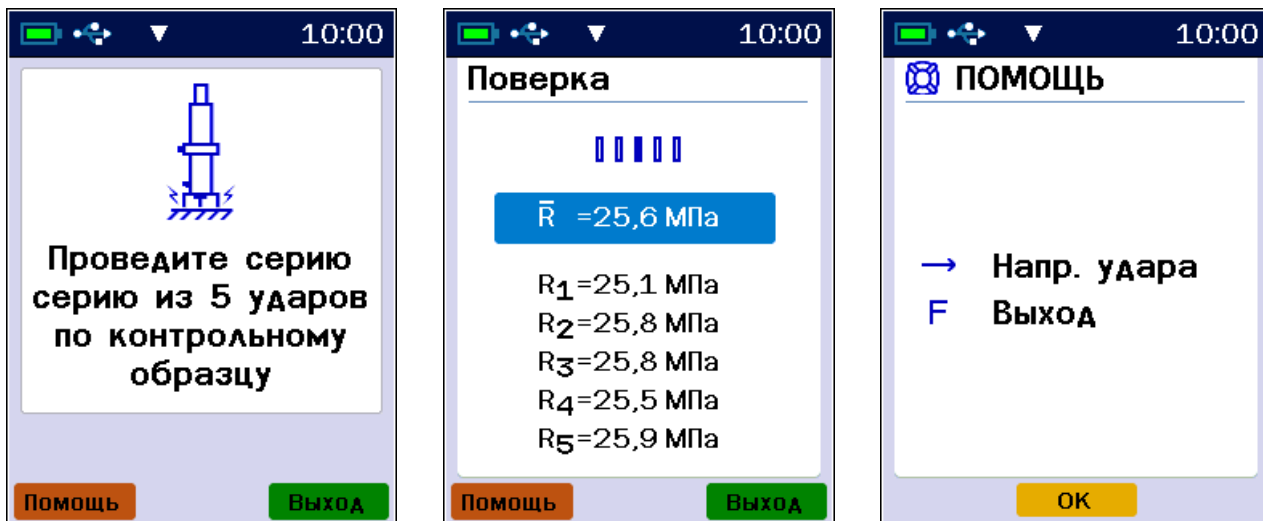 10:00
Проведите серию
серию из 5 ударов
по контрольному
образцу
Помощь
Выход
10:00
Поверка
R̅ =25,6 МПа
R1=25,1 МПа
R2=25,8 МПа
R3=25,8 МПа
R4=25,5 МПа
R5=25,9 МПа
Помощь
Выход
10:00
ПОМОЩЬ
→ Напр. удара
F Выход
ОК